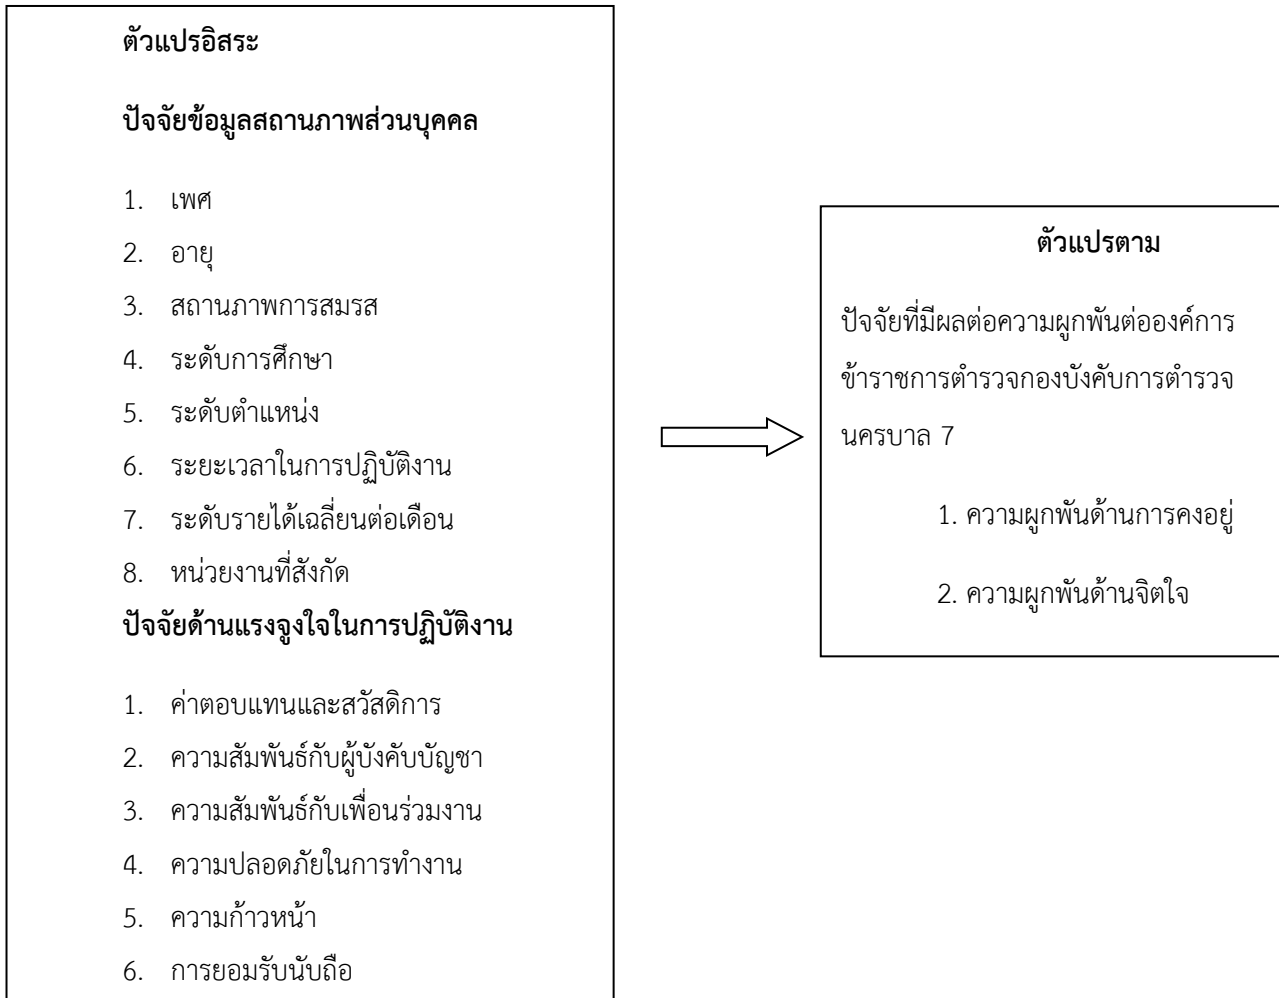 ตัวแปรอิสระ
ปัจจัยข้อมูลสถานภาพส่วนบุคคล
1. เพศ
2. อายุ
3. สถานภาพการสมรส
4. ระดับการศึกษา
5. ระดับตำแหน่ง
6. ระยะเวลาในการปฏิบัติงาน
7. ระดับรายได้เฉลี่ยนต่อเดือน
8. หน่วยงานที่สังกัด
ปัจจัยด้านแรงจูงใจในการปฏิบัติงาน
1. ค่าตอบแทนและสวัสดิการ
2. ความสัมพันธ์กับผู้บังคับบัญชา
3. ความสัมพันธ์กับเพื่อนร่วมงาน
4. ความปลอดภัยในการทำงาน
5. ความก้าวหน้า
6. การยอมรับนับถือ
ตัวแปรตาม
ปัจจัยที่มีผลต่อความผูกพันต่อองค์การ
ข้าราชการตำรวจกองบังคับการตำรวจ
นครบาล 7
1. ความผูกพันด้านการคงอยู่
2. ความผูกพันด้านจิตใจ